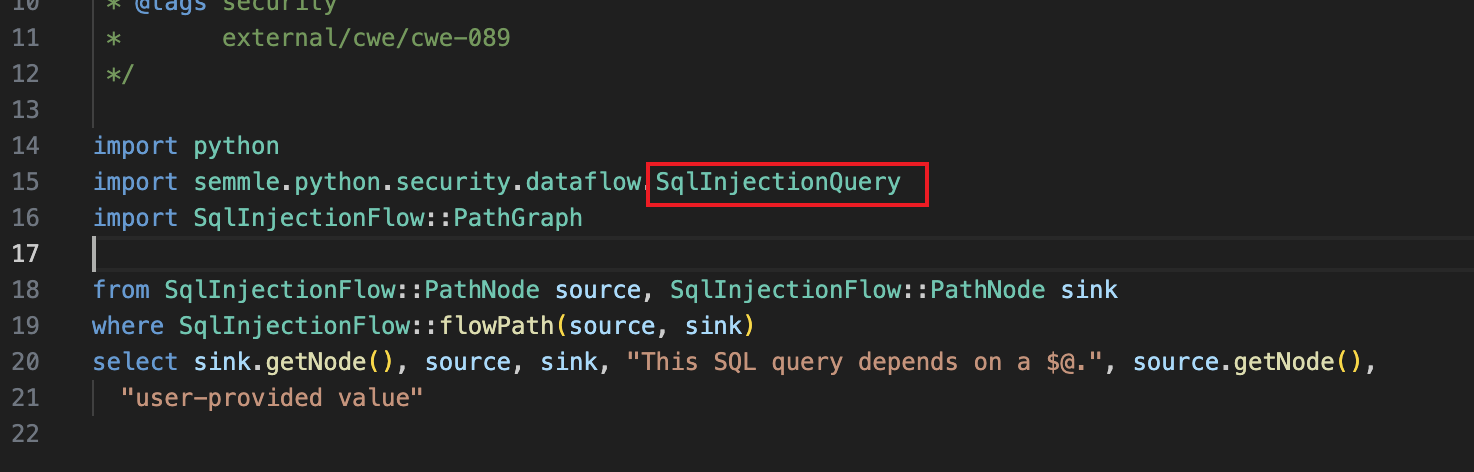 10 * @tags security
11 * external/cwe/cwe-089
12 */
13
14 import python
15 import semmle.python.security.dataflow.SqlInjectionQuery
16 import SqlInjectionFlow::PathGraph
17
18 from SqlInjectionFlow::PathNode source, SqlInjectionFlow::PathNode sink
19 where SqlInjectionFlow::flowPath(source, sink)
20 select sink.getNode(), source, sink, "This SQL query depends on a $@.", source.getNode(),
21 "user-provided value"
22